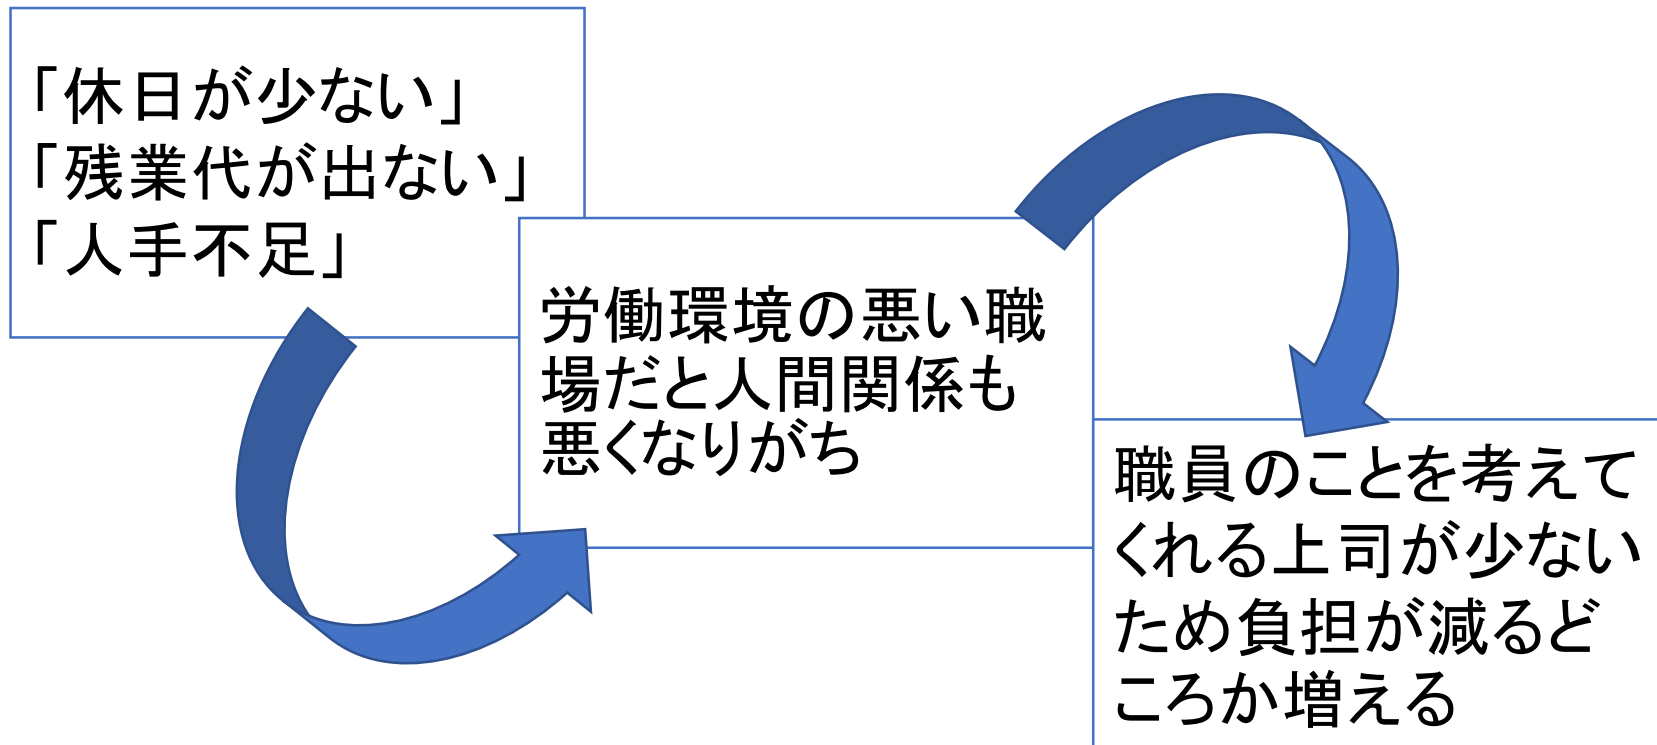 「休日が少ない」
「残業代が出ない」
「人手不足」
労働環境の悪い職
場だと人間関係も
悪くなりがち
職員のことを考えて
くれる上司が少ない
ため負担が減るど
ころか増える